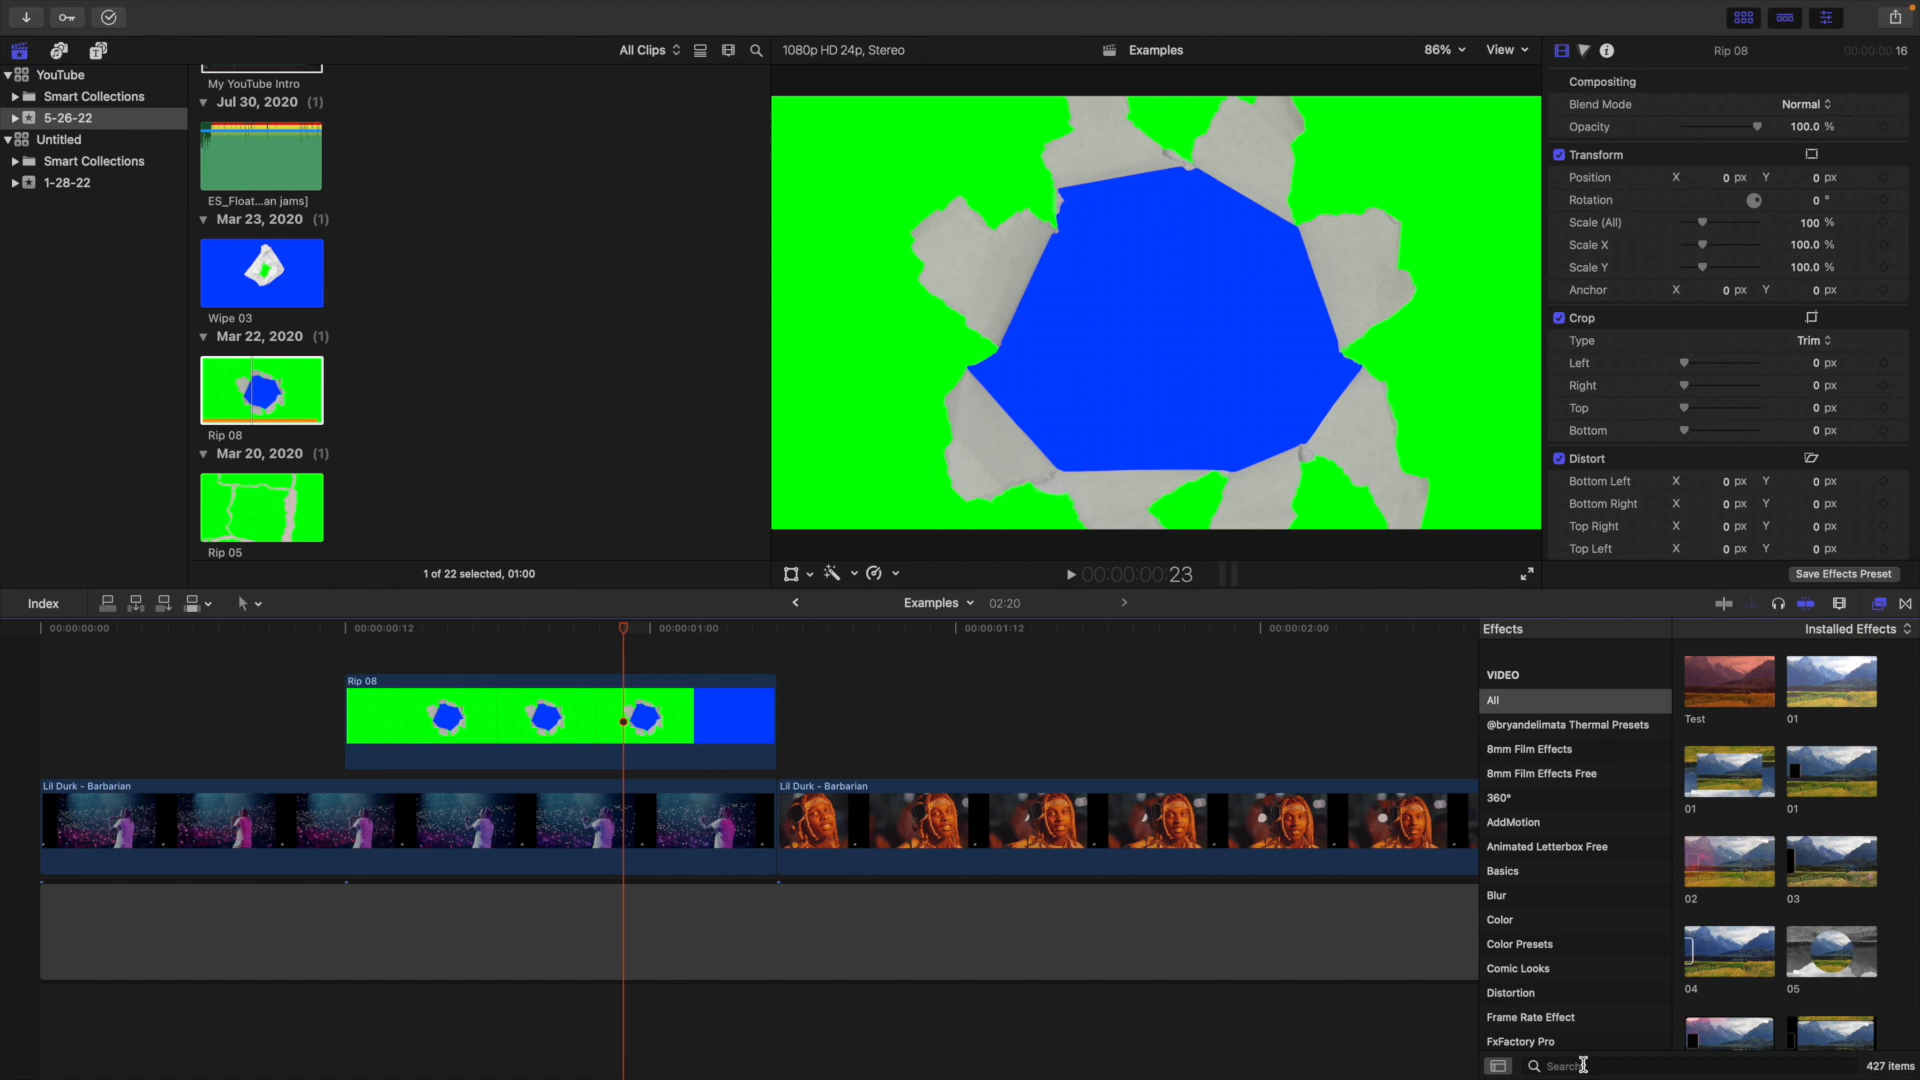 All Clips
1080p HD 24p, Stereo
Examples
86%
View
Rip 08
00:00:00:16
YouTube
Smart Collections
5-26-22
Untitled
Smart Collections
1-28-22
My YouTube Intro
Jul 30, 2020 (1)
ES_Float...an jams]
Mar 23, 2020 (1)
Wipe 03
Mar 22, 2020 (1)
Rip 08
Mar 20, 2020 (1)
Rip 05
1 of 22 selected, 01:00
00:00:00:23
Compositing
Blend Mode Normal
Opacity 100.0 %
Transform
Position X 0 px Y 0 px
Rotation 0 °
Scale (All) 100 %
Scale X 100.0 %
Scale Y 100.0 %
Anchor X 0 px Y 0 px
Crop
Type Trim
Left 0 px
Right 0 px
Top 0 px
Bottom 0 px
Distort
Bottom Left X 0 px Y 0 px
Bottom Right X 0 px Y 0 px
Top Right X 0 px Y 0 px
Top Left X 0 px Y 0 px
Save Effects Preset
Index
Examples 02:20
00:00:00:00 00:00:00:12 00:00:01:00 00:00:01:12 00:00:02:00
Rip 08
Lil Durk - Barbarian
Lil Durk - Barbarian
Effects
Installed Effects
VIDEO
All
@bryandelimata Thermal Presets
8mm Film Effects
8mm Film Effects Free
360°
AddMotion
Animated Letterbox Free
Basics
Blur
Color
Color Presets
Comic Looks
Distortion
Frame Rate Effect
FxFactory Pro
Test 01
01 01
02 03
04 05
Search
427 items